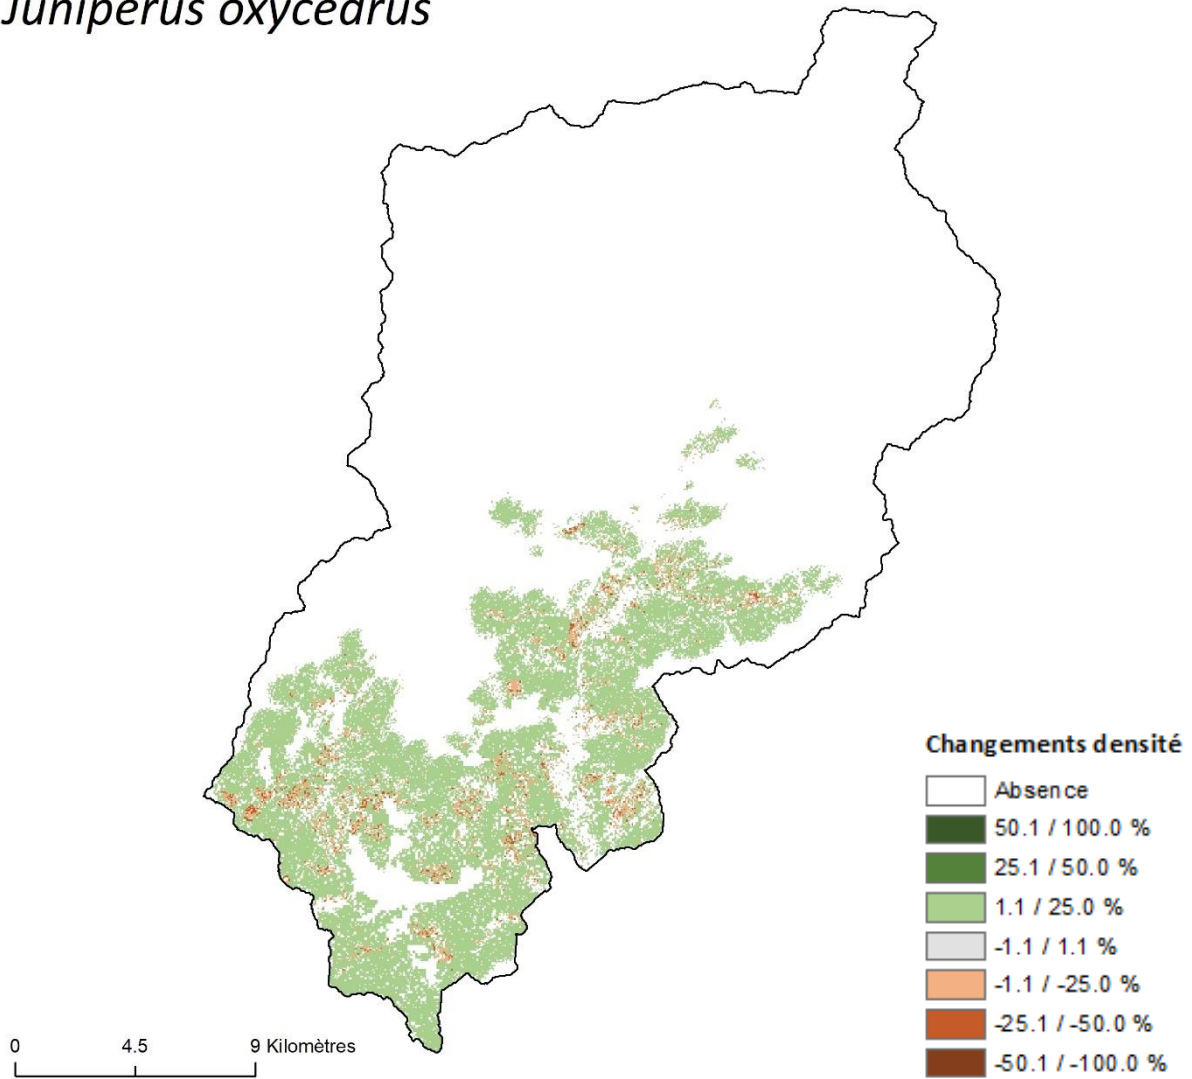 Juniperus oxycedrus
Changements densité
Absence
50.1 / 100.0 %
25.1 / 50.0 %
1.1 / 25.0 %
-1.1 / 1.1 %
-1.1 / -25.0 %
-25.1 / -50.0 %
-50.1 / -100.0 %
0 4.5 9 Kilomètres